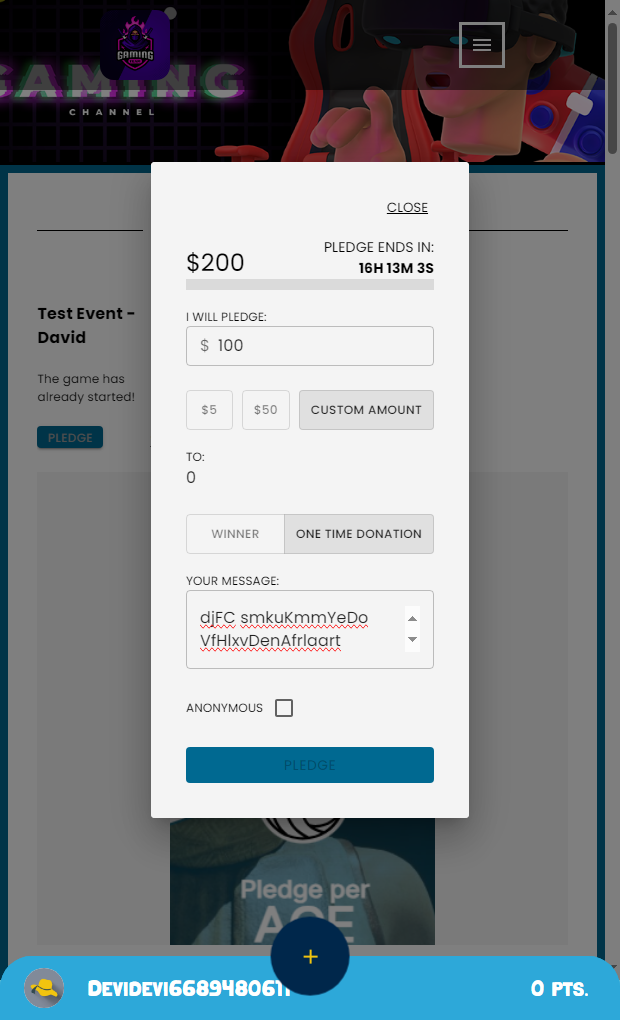 GAMING
GAMING
CHANNEL
CLOSE
$200
PLEDGE ENDS IN:
16H 13M 3S
I WILL PLEDGE:
$ 100
$5
$50
CUSTOM AMOUNT
TO:
0
WINNER
ONE TIME DONATION
YOUR MESSAGE:
djFC smkuKmmYeDo
VfHlxvDenAfrlaart
ANONYMOUS
PLEDGE
Test Event -
David
The game has
already started!
PLEDGE
Pledge per
ACE
+
0 PTS.